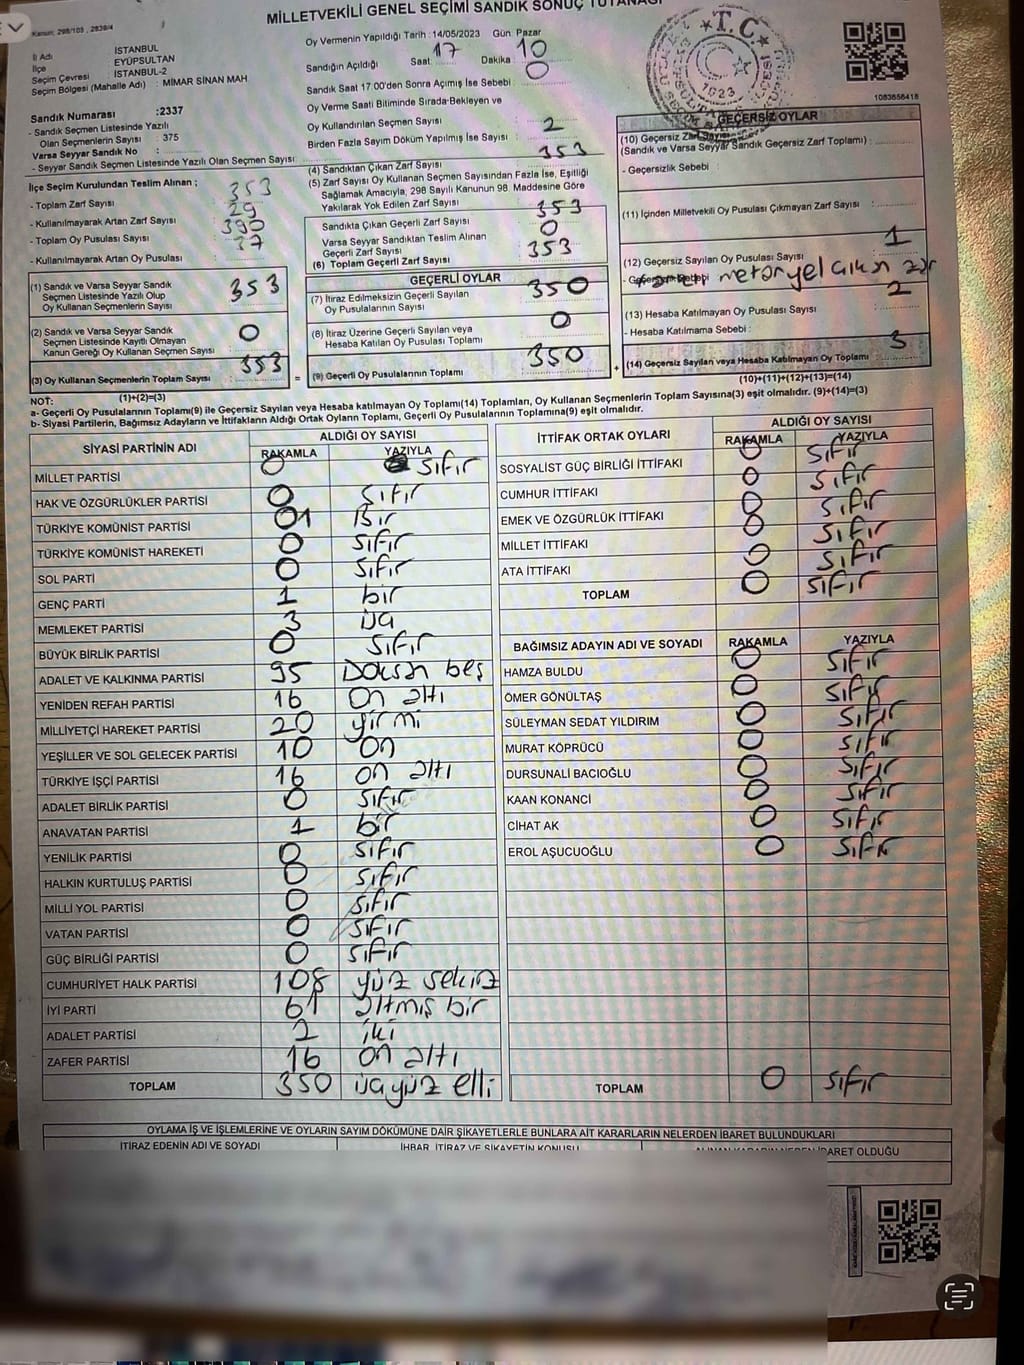 Kanun: 298/103 , 2839/4
MİLLETVEKİLİ GENEL SEÇİMİ SANDIK SONUÇ TUTANAĞI
İl Adı İSTANBUL
İlçe EYÜPSULTAN
Seçim Çevresi İSTANBUL-2
Seçim Bölgesi (Mahalle Adı) : MİMAR SİNAN MAH
Sandık Numarası :2337
- Sandık Seçmen Listesinde Yazılı
Olan Seçmenlerin Sayısı : 375
Varsa Seyyar Sandık No :
- Seyyar Sandık Seçmen Listesinde Yazılı Olan Seçmen Sayısı
Oy Vermenin Yapıldığı Tarih : 14/05/2023 Gün: Pazar
Sandığın Açıldığı Saat: 17 Dakika : 10
Sandık Saat 17.00'den Sonra Açımış İse Sebebi : 0
Oy Verme Saati Bitiminde Sırada Bekleyen ve
Oy Kullandırılan Seçmen Sayısı : 2
Birden Fazla Sayım Döküm Yapılmış İse Sayısı :
T.C.
1923
1083656418
İlçe Seçim Kurulundan Teslim Alınan ;
- Toplam Zarf Sayısı : 353
- Kullanılmayarak Artan Zarf Sayısı : 29
- Toplam Oy Pusulası Sayısı : 390
- Kullanılmayarak Artan Oy Pusulası : 37
(4) Sandıktan Çıkan Zarf Sayısı : 353
(5) Zarf Sayısı Oy Kullanan Seçmen Sayısından Fazla İse, Eşitliği
Sağlamak Amacıyla, 298 Sayılı Kanunun 98. Maddesine Göre
Yakılarak Yok Edilen Zarf Sayısı :
Sandıkta Çıkan Geçerli Zarf Sayısı : 353
Varsa Seyyar Sandıktan Teslim Alınan
Geçerli Zarf Sayısı : 0
(6) Toplam Geçerli Zarf Sayısı : 353
GEÇERSİZ OYLAR
(10) Geçersiz Zarf Sayısı
(Sandık ve Varsa Seyyar Sandık Geçersiz Zarf Toplamı) :
- Geçersizlik Sebebi :
(11) İçinden Milletvekili Oy Pusulası Çıkmayan Zarf Sayısı :
(12) Geçersiz Sayılan Oy Pusulası Sayısı : 1
(13) Hesaba Katılmayan Oy Pusulası Sayısı : 2
- Hesaba Katılmama Sebebi :
(14) Geçersiz Sayılan veya Hesaba Katılmayan Oy Toplamı : 3
(10)+(11)+(12)+(13)=(14)
(1) Sandık ve Varsa Seyyar Sandık
Seçmen Listesinde Yazılı Olup
Oy Kullanan Seçmenlerin Sayısı : 353
(2) Sandık ve Varsa Seyyar Sandık
Seçmen Listesinde Kayıtlı Olmayan
Kanun Gereği Oy Kullanan Seçmen Sayısı : 0
(3) Oy Kullanan Seçmenlerin Toplam Sayısı : 353
(1)+(2)=(3)
GEÇERLİ OYLAR
(7) İtiraz Edilmeksizin Geçerli Sayılan
Oy Pusulalarının Sayısı : 350
(8) İtiraz Üzerine Geçerli Sayılan veya
Hesaba Katılan Oy Pusulası Toplamı : 0
(9) Geçerli Oy Pusulalarının Toplamı : 350
NOT:
a- Geçerli Oy Pusulalarının Toplamı(9) ile Geçersiz Sayılan veya Hesaba katılmayan Oy Toplamı(14) Toplamları, Oy Kullanan Seçmenlerin Toplam Sayısına(3) eşit olmalıdır. (9)+(14)=(3)
b- Siyasi Partilerin, Bağımsız Adayların ve İttifakların Aldığı Ortak Oyların Toplamı, Geçerli Oy Pusulalarının Toplamına(9) eşit olmalıdır.
SİYASİ PARTİNİN ADI ALDIĞI OY SAYISI
RAKAMLA YAZIYLA
MİLLET PARTİSİ 0 sıfır
HAK VE ÖZGÜRLÜKLER PARTİSİ 0 sıfır
TÜRKİYE KOMÜNİST PARTİSİ 01 Bir
TÜRKİYE KOMÜNİST HAREKETİ 0 sıfır
SOL PARTİ 0 sıfır
GENÇ PARTİ 1 bir
MEMLEKET PARTİSİ 3 üç
BÜYÜK BİRLİK PARTİSİ 0 sıfır
ADALET VE KALKINMA PARTİSİ 95 Doksan beş
YENİDEN REFAH PARTİSİ 16 on altı
MİLLİYETÇİ HAREKET PARTİSİ 20 yirmi
YEŞİLLER VE SOL GELECEK PARTİSİ 10 on
TÜRKİYE İŞÇİ PARTİSİ 16 on altı
ADALET BİRLİK PARTİSİ 0 sıfır
ANAVATAN PARTİSİ 1 bir
YENİLİK PARTİSİ 0 sıfır
HALKIN KURTULUŞ PARTİSİ 0 sıfır
MİLLİ YOL PARTİSİ 0 sıfır
VATAN PARTİSİ 0 sıfır
GÜÇ BİRLİĞİ PARTİSİ 0 sıfır
CUMHURİYET HALK PARTİSİ 108 yüz sekiz
İYİ PARTİ 61 altmış bir
ADALET PARTİSİ 2 iki
ZAFER PARTİSİ 16 on altı
TOPLAM 350 üçyüz elli
İTTİFAK ORTAK OYLARI ALDIĞI OY SAYISI
RAKAMLA YAZIYLA
SOSYALİST GÜÇ BİRLİĞİ İTTİFAKI 0 sıfır
CUMHUR İTTİFAKI 0 sıfır
EMEK VE ÖZGÜRLÜK İTTİFAKI 0 sıfır
MİLLET İTTİFAKI 0 sıfır
ATA İTTİFAKI 0 sıfır
TOPLAM 0 sıfır
BAĞIMSIZ ADAYIN ADI VE SOYADI RAKAMLA YAZIYLA
HAMZA BULDU 0 sıfır
ÖMER GÖNÜLTAŞ 0 sıfır
SÜLEYMAN SEDAT YILDIRIM 0 sıfır
MURAT KÖPRÜCÜ 0 sıfır
DURSUNALİ BACIOĞLU 0 sıfır
KAAN KONANCİ 0 sıfır
CİHAT AK 0 sıfır
EROL AŞUCUOĞLU 0 sıfır
TOPLAM 0 sıfır
OYLAMA İŞ VE İŞLEMLERİNE VE OYLARIN SAYIM DÖKÜMÜNE DAİR ŞİKAYETLERLE BUNLARA AİT KARARLARIN NELERDEN İBARET BULUNDUKLARI
İTİRAZ EDENİN ADI VE SOYADI İHBAR, İTİRAZ VE ŞİKAYETİN KONUSU ALINAN KARARIN NEDEN İBARET OLDUĞU